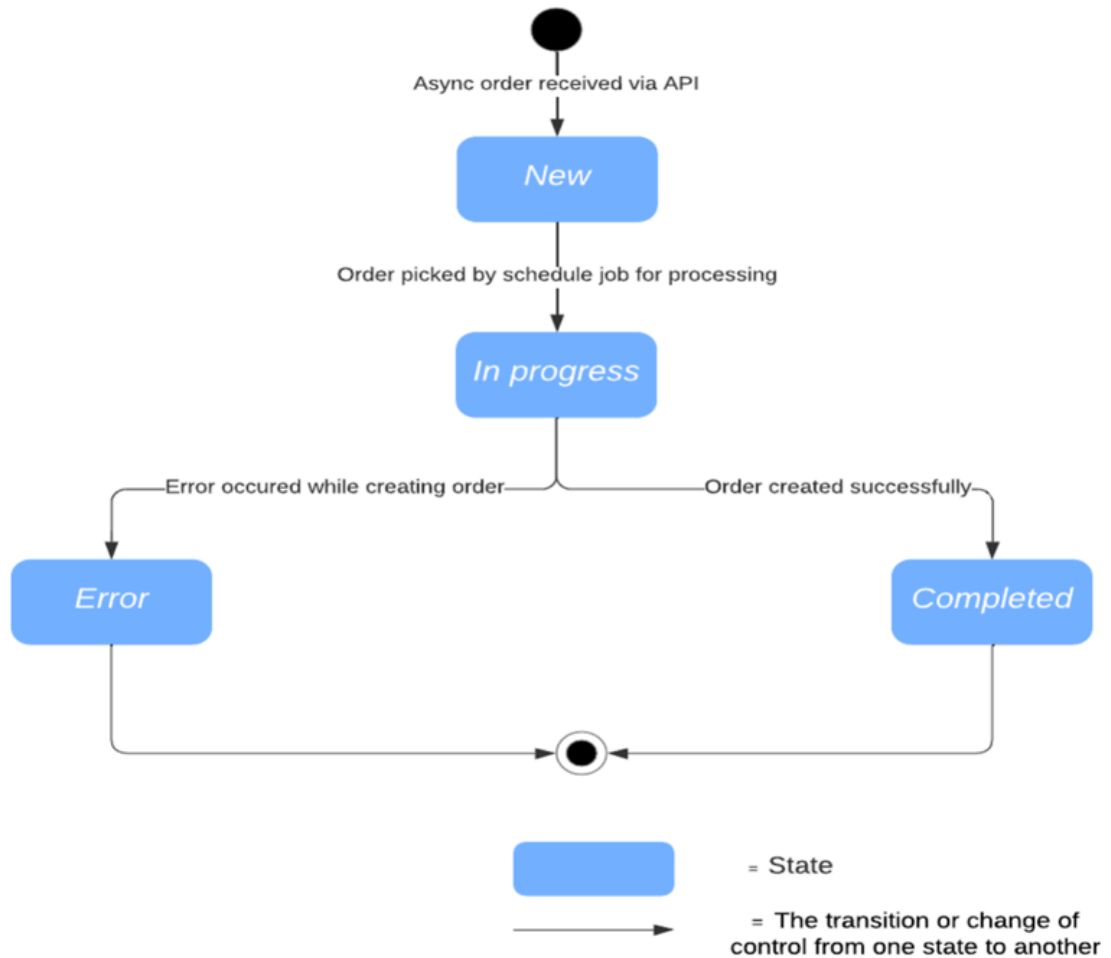 Async order received via API
New
Order picked by schedule job for processing
In progress
Error occured while creating order
Order created successfully
Error
Completed
= State
= The transition or change of
control from one state to another